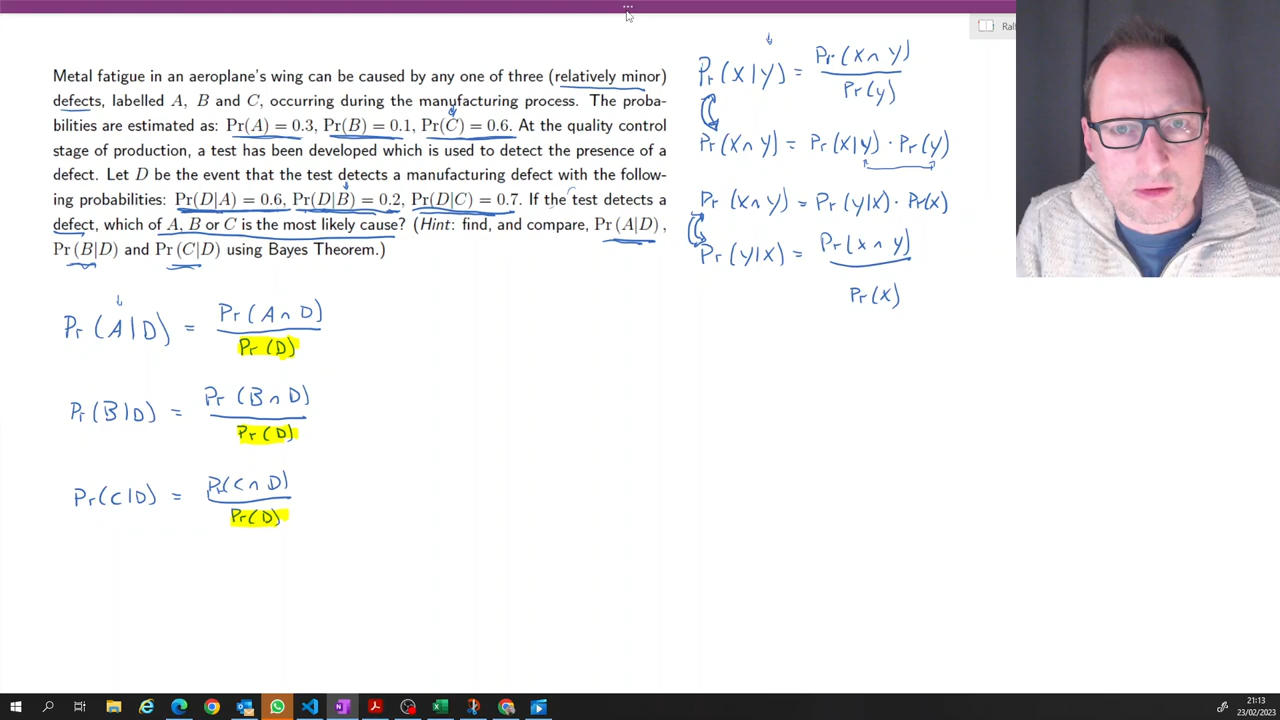 Metal fatigue in an aeroplane's wing can be caused by any one of three (relatively minor)
defects, labelled A, B and C, occurring during the manufacturing process. The proba-
bilities are estimated as: Pr(A) = 0.3, Pr(B) = 0.1, Pr(C) = 0.6. At the quality control
stage of production, a test has been developed which is used to detect the presence of a
defect. Let D be the event that the test detects a manufacturing defect with the follow-
ing probabilities: Pr(D|A) = 0.6, Pr(D|B) = 0.2, Pr(D|C) = 0.7. If the test detects a
defect, which of A, B or C is the most likely cause? (Hint: find, and compare, Pr(A|D),
Pr(B|D) and Pr(C|D) using Bayes Theorem.)
Pr(A|D) = Pr(A∩D) / Pr(D)
Pr(B|D) = Pr(B∩D) / Pr(D)
Pr(C|D) = Pr(C∩D) / Pr(D)
Pr(X|Y) = Pr(X∩Y) / Pr(Y)
Pr(X∩Y) = Pr(X|Y) · Pr(Y)
Pr(X∩Y) = Pr(Y|X) · Pr(X)
Pr(Y|X) = Pr(X∩Y) / Pr(X)
21:13
23/02/2023